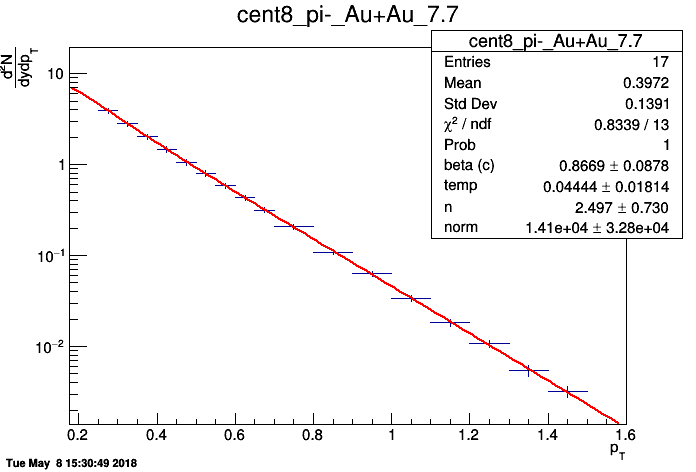 cent8_pi-_Au+Au_7.7
d²N
dydp_T
cent8_pi-_Au+Au_7.7
Entries 17
Mean 0.3972
Std Dev 0.1391
χ² / ndf 0.8339 / 13
Prob 1
beta (c) 0.8669 ± 0.0878
temp 0.04444 ± 0.01814
n 2.497 ± 0.730
norm 1.41e+04 ± 3.28e+04
10
1
10⁻¹
10⁻²
0.2 0.4 0.6 0.8 1 1.2 1.4 1.6
p_T
Tue May 8 15:30:49 2018